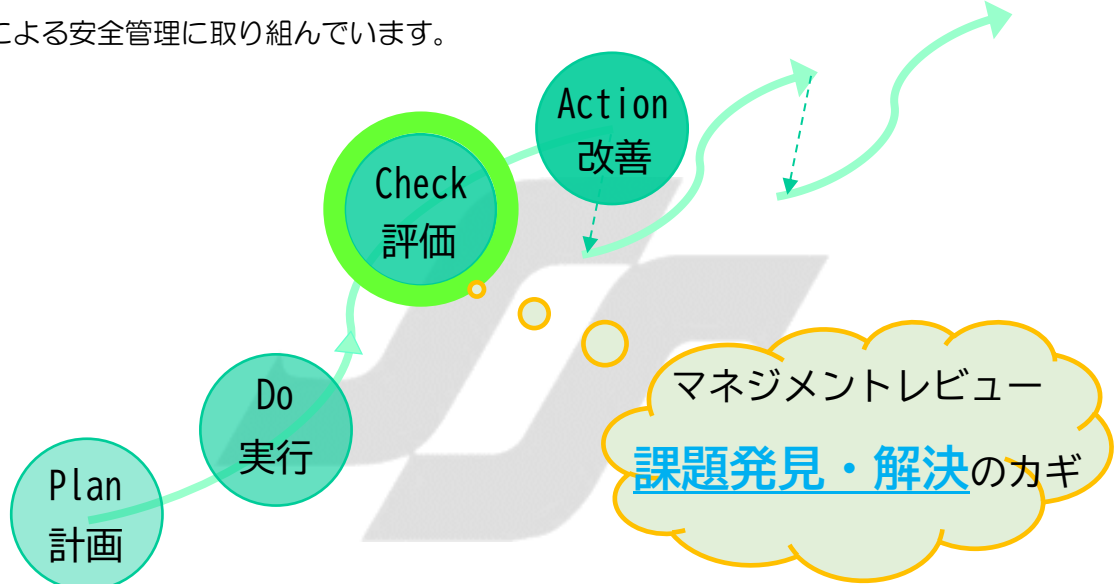 による安全管理に取り組んでいます。
Action
改善
Check
評価
Do
実行
Plan
計画
マネジメントレビュー
課題発見・解決のカギ